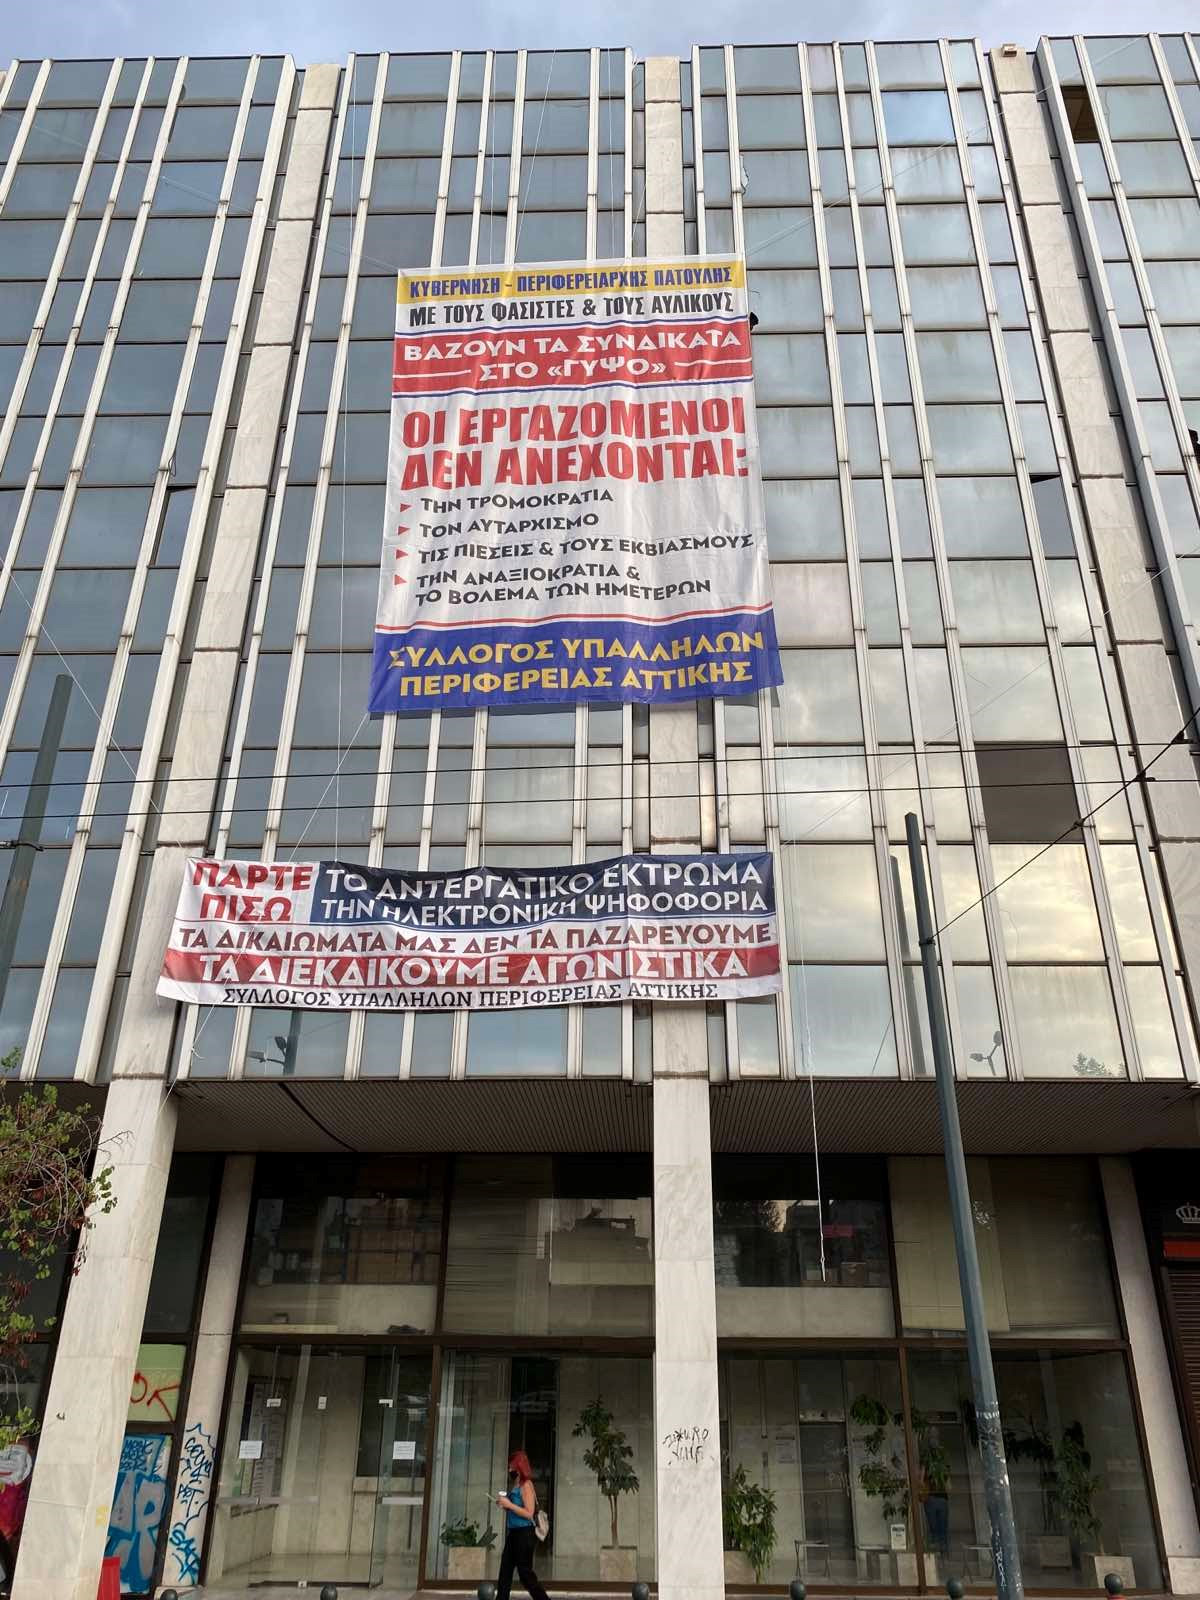 ΚΥΒΕΡΝΗΣΗ - ΠΕΡΙΦΕΡΕΙΑΡΧΗΣ ΠΑΤΟΥΛΗΣ
ΜΕ ΤΟΥΣ ΦΑΣΙΣΤΕΣ & ΤΟΥΣ ΑΥΛΙΚΟΥΣ
ΒΑΖΟΥΝ ΤΑ ΣΥΝΔΙΚΑΤΑ
ΣΤΟ «ΓΥΨΟ»
ΟΙ ΕΡΓΑΖΟΜΕΝΟΙ
ΔΕΝ ΑΝΕΧΟΝΤΑΙ:
ΤΗΝ ΤΡΟΜΟΚΡΑΤΙΑ
ΤΟΝ ΑΥΤΑΡΧΙΣΜΟ
ΤΙΣ ΠΙΕΣΕΙΣ & ΤΟΥΣ ΕΚΒΙΑΣΜΟΥΣ
ΤΗΝ ΑΝΑΞΙΟΚΡΑΤΙΑ &
ΤΟ ΒΟΛΕΜΑ ΤΩΝ ΗΜΕΤΕΡΩΝ
ΣΥΛΛΟΓΟΣ ΥΠΑΛΛΗΛΩΝ
ΠΕΡΙΦΕΡΕΙΑΣ ΑΤΤΙΚΗΣ
ΠΑΡΤΕ ΠΙΣΩ
ΤΟ ΑΝΤΕΡΓΑΤΙΚΟ ΕΚΤΡΩΜΑ
ΤΗΝ ΗΛΕΚΤΡΟΝΙΚΗ ΨΗΦΟΦΟΡΙΑ
ΤΑ ΔΙΚΑΙΩΜΑΤΑ ΜΑΣ ΔΕΝ ΤΑ ΠΑΖΑΡΕΥΟΥΜΕ
ΤΑ ΔΙΕΚΔΙΚΟΥΜΕ ΑΓΩΝΙΣΤΙΚΑ
ΣΥΛΛΟΓΟΣ ΥΠΑΛΛΗΛΩΝ ΠΕΡΙΦΕΡΕΙΑΣ ΑΤΤΙΚΗΣ